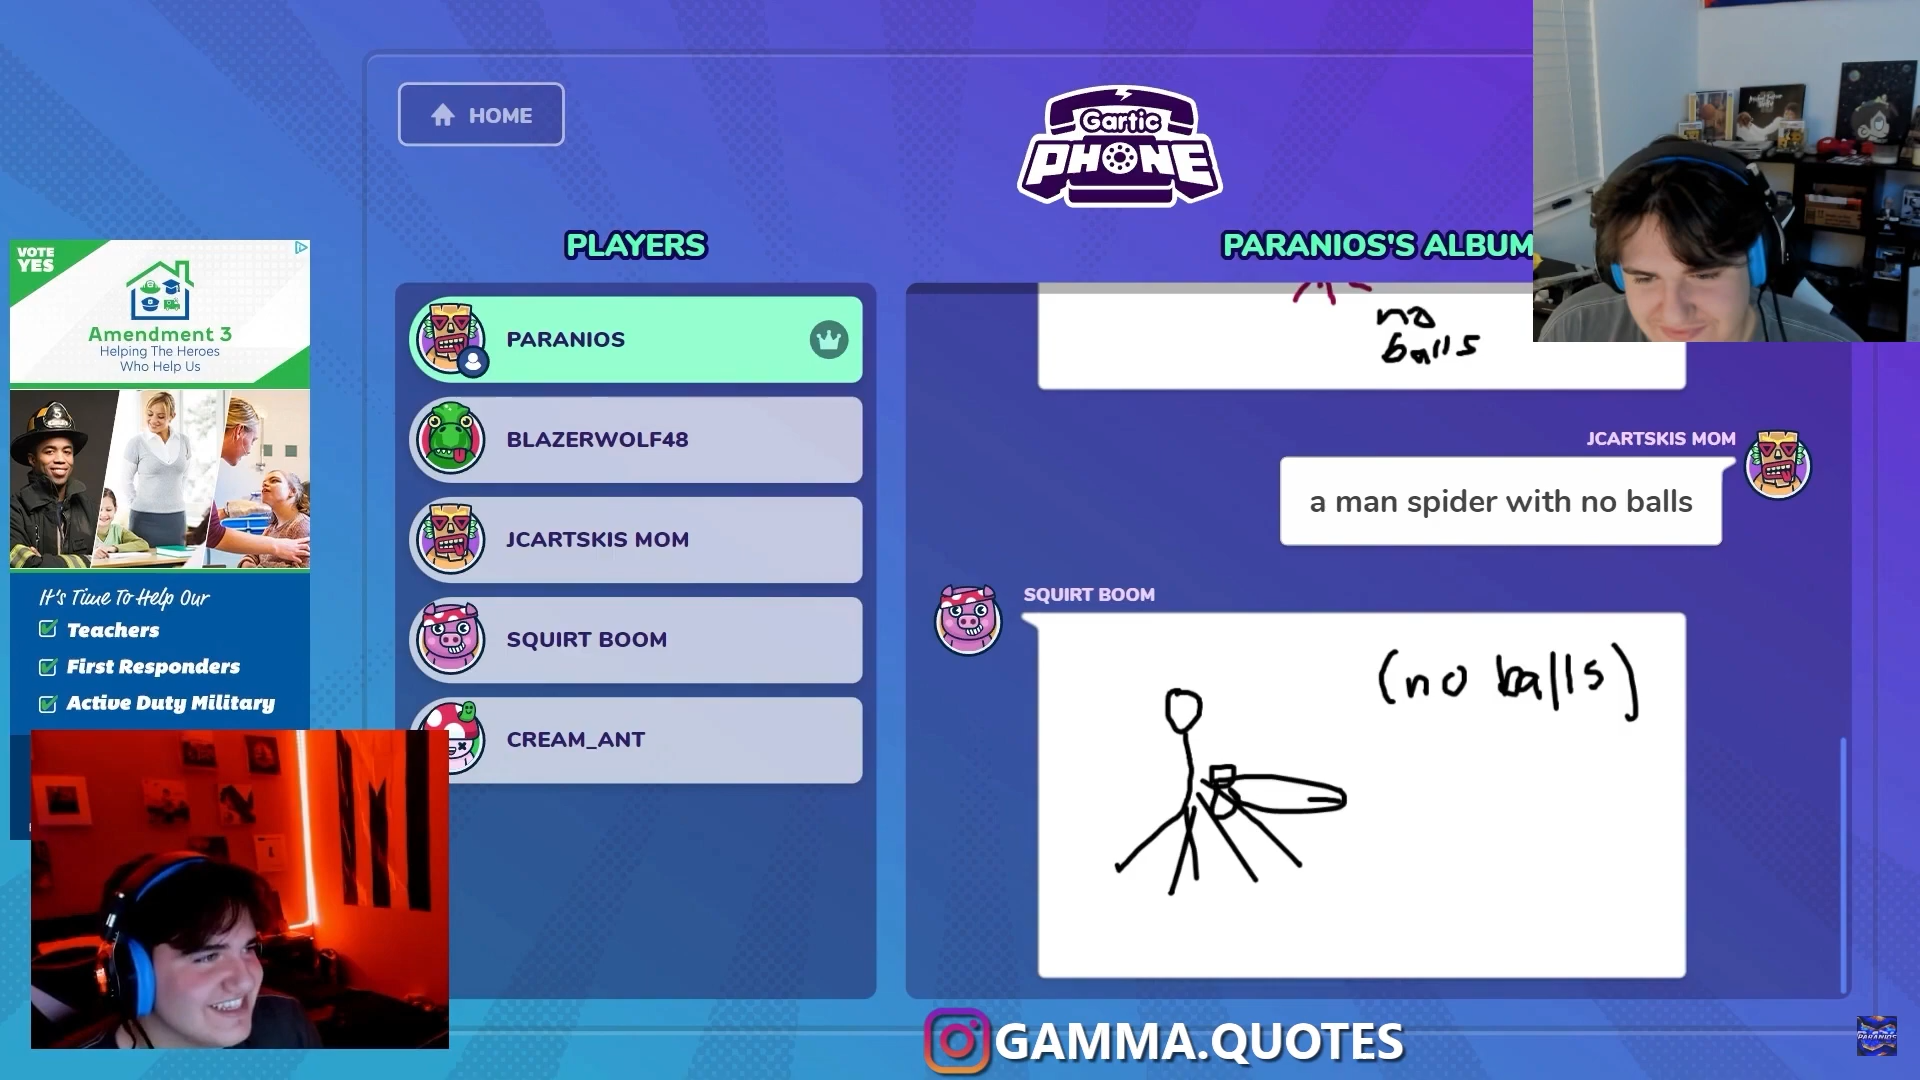 HOME
Gartic
PHONE
PLAYERS
PARANIOS'S ALBUM
VOTE
YES
Amendment 3
Helping The Heroes
Who Help Us
5
It's Time To Help Our
Teachers
First Responders
Active Duty Military
PARANIOS
BLAZERWOLF48
JCARTSKIS MOM
SQUIRT BOOM
CREAM_ANT
no
balls
JCARTSKIS MOM
a man spider with no balls
SQUIRT BOOM
(no balls)
GAMMA.QUOTES
PARANIOS